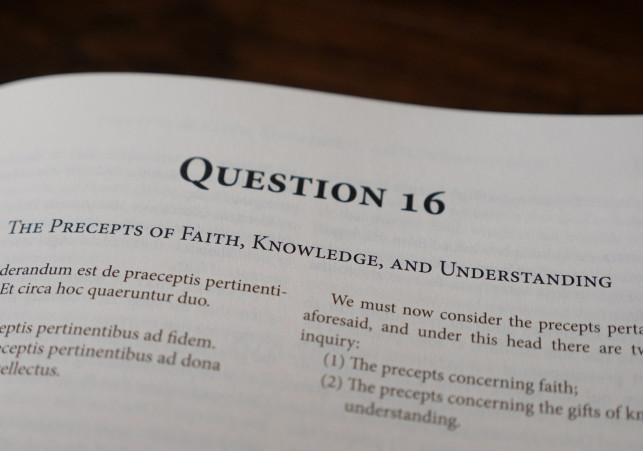 QUESTION 16
THE PRECEPTS OF FAITH, KNOWLEDGE, AND UNDERSTANDING
derandum est de praeceptis pertinenti-
Et circa hoc quaeruntur duo.
eptis pertinentibus ad fidem.
ceptis pertinentibus ad dona
ellectus.
We must now consider the precepts perta
aforesaid, and under this head there are tw
inquiry:
(1) The precepts concerning faith;
(2) The precepts concerning the gifts of kn
understanding.